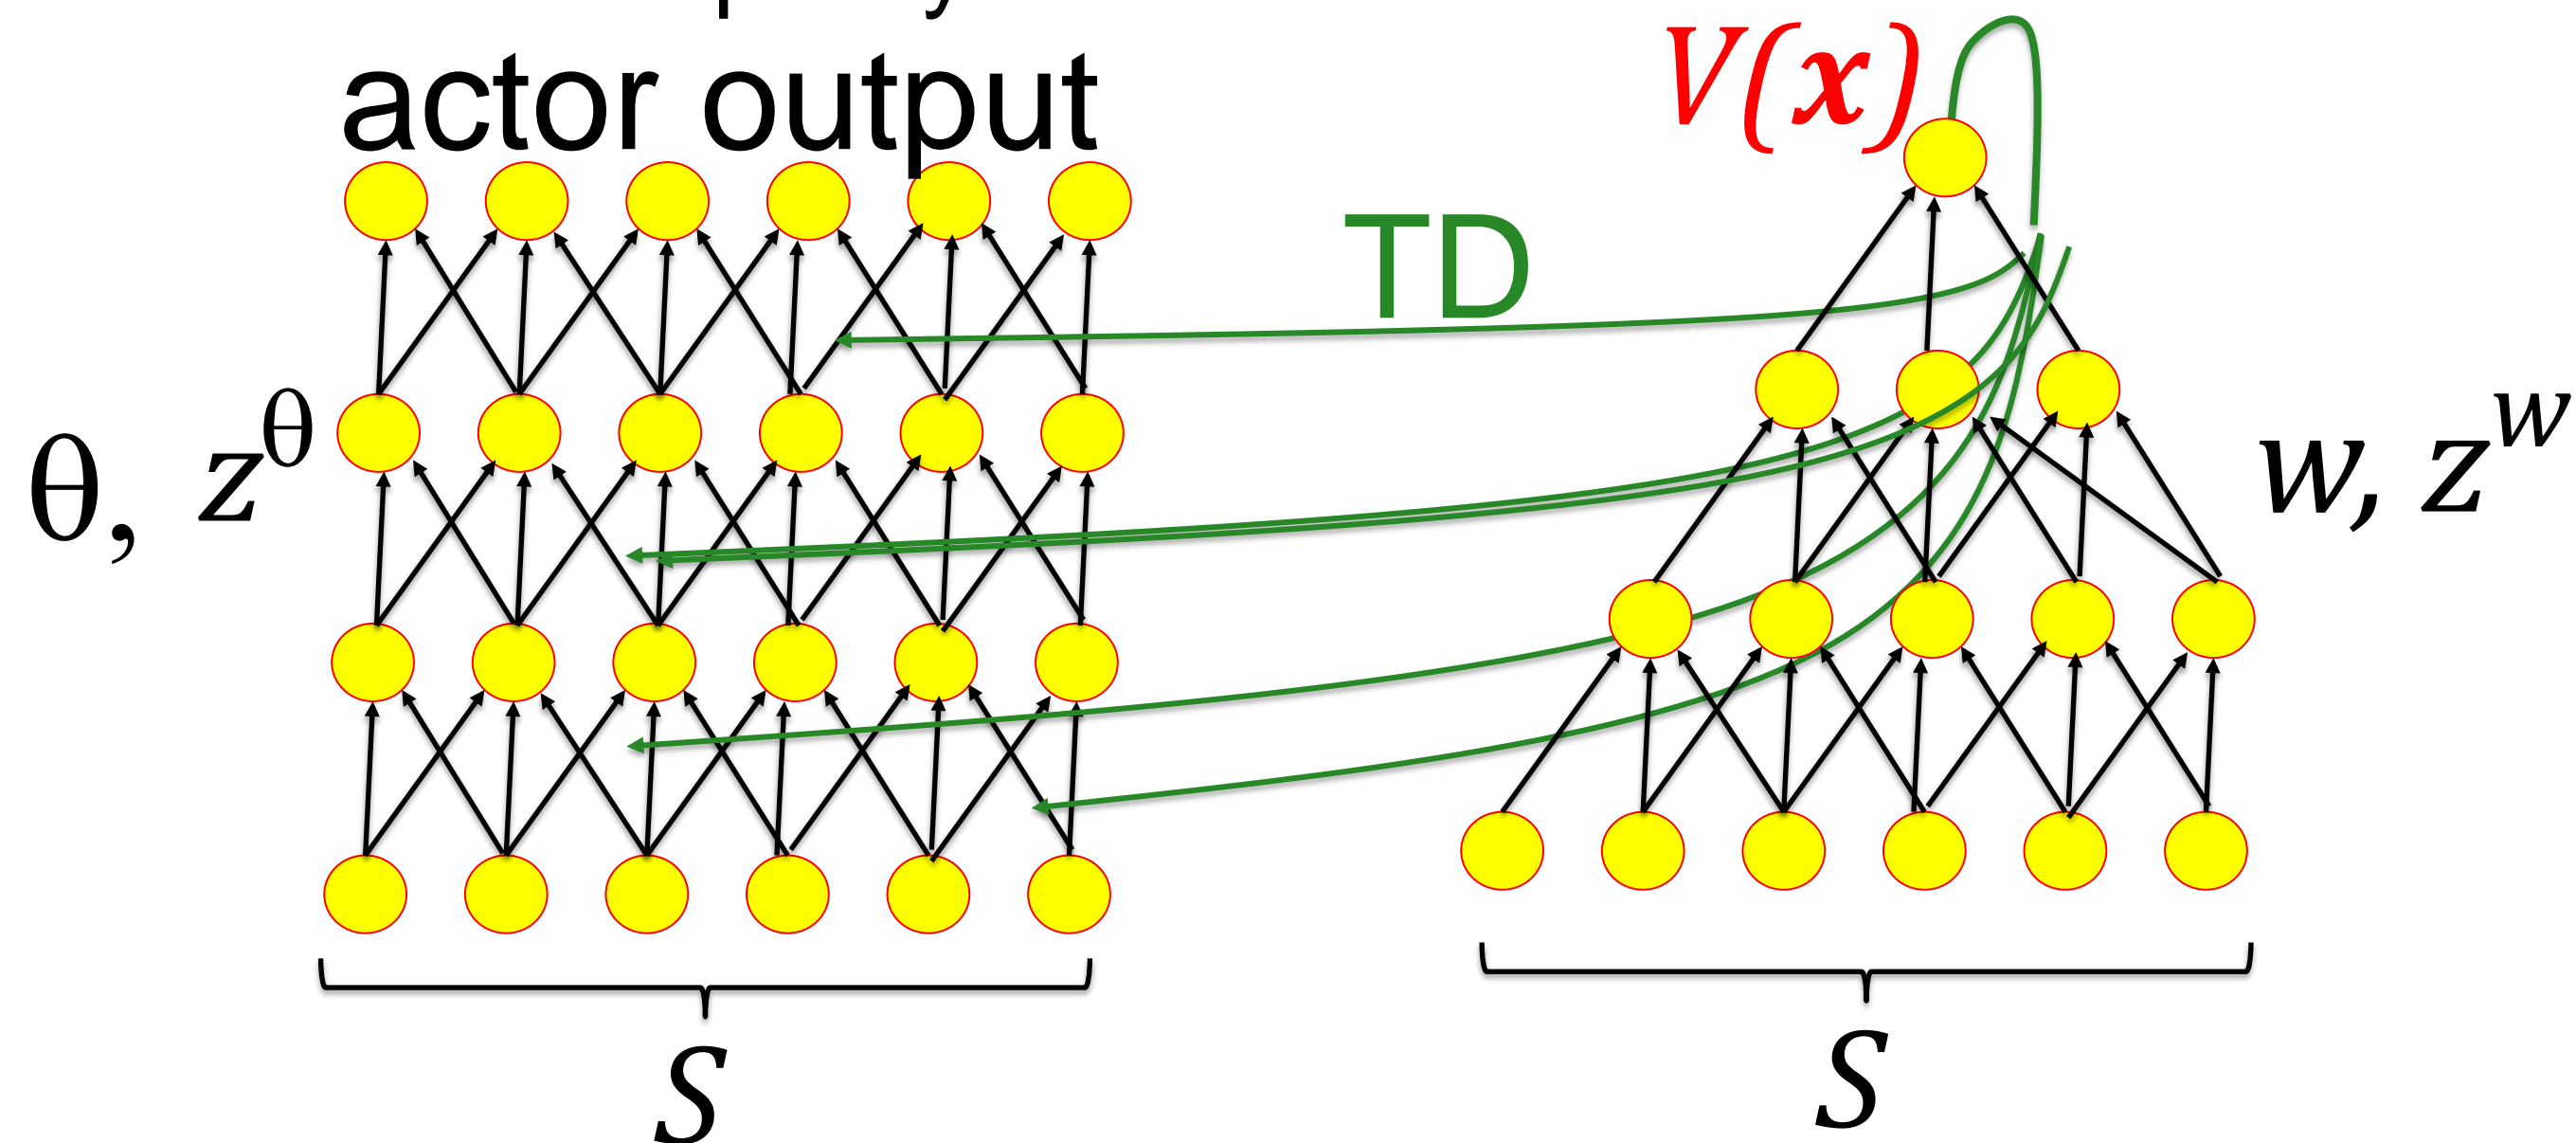 actor output
V(x)
TD
θ, z^θ
w, z^w
S
S